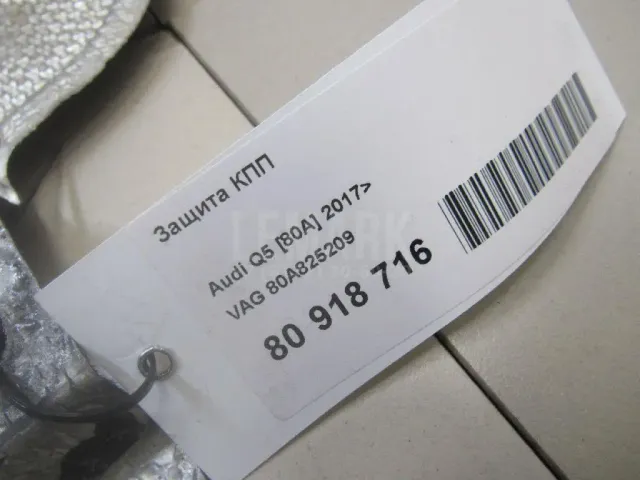 Защита КПП
Audi Q5 [80A] 2017>
VAG 80A825209
80 918 716